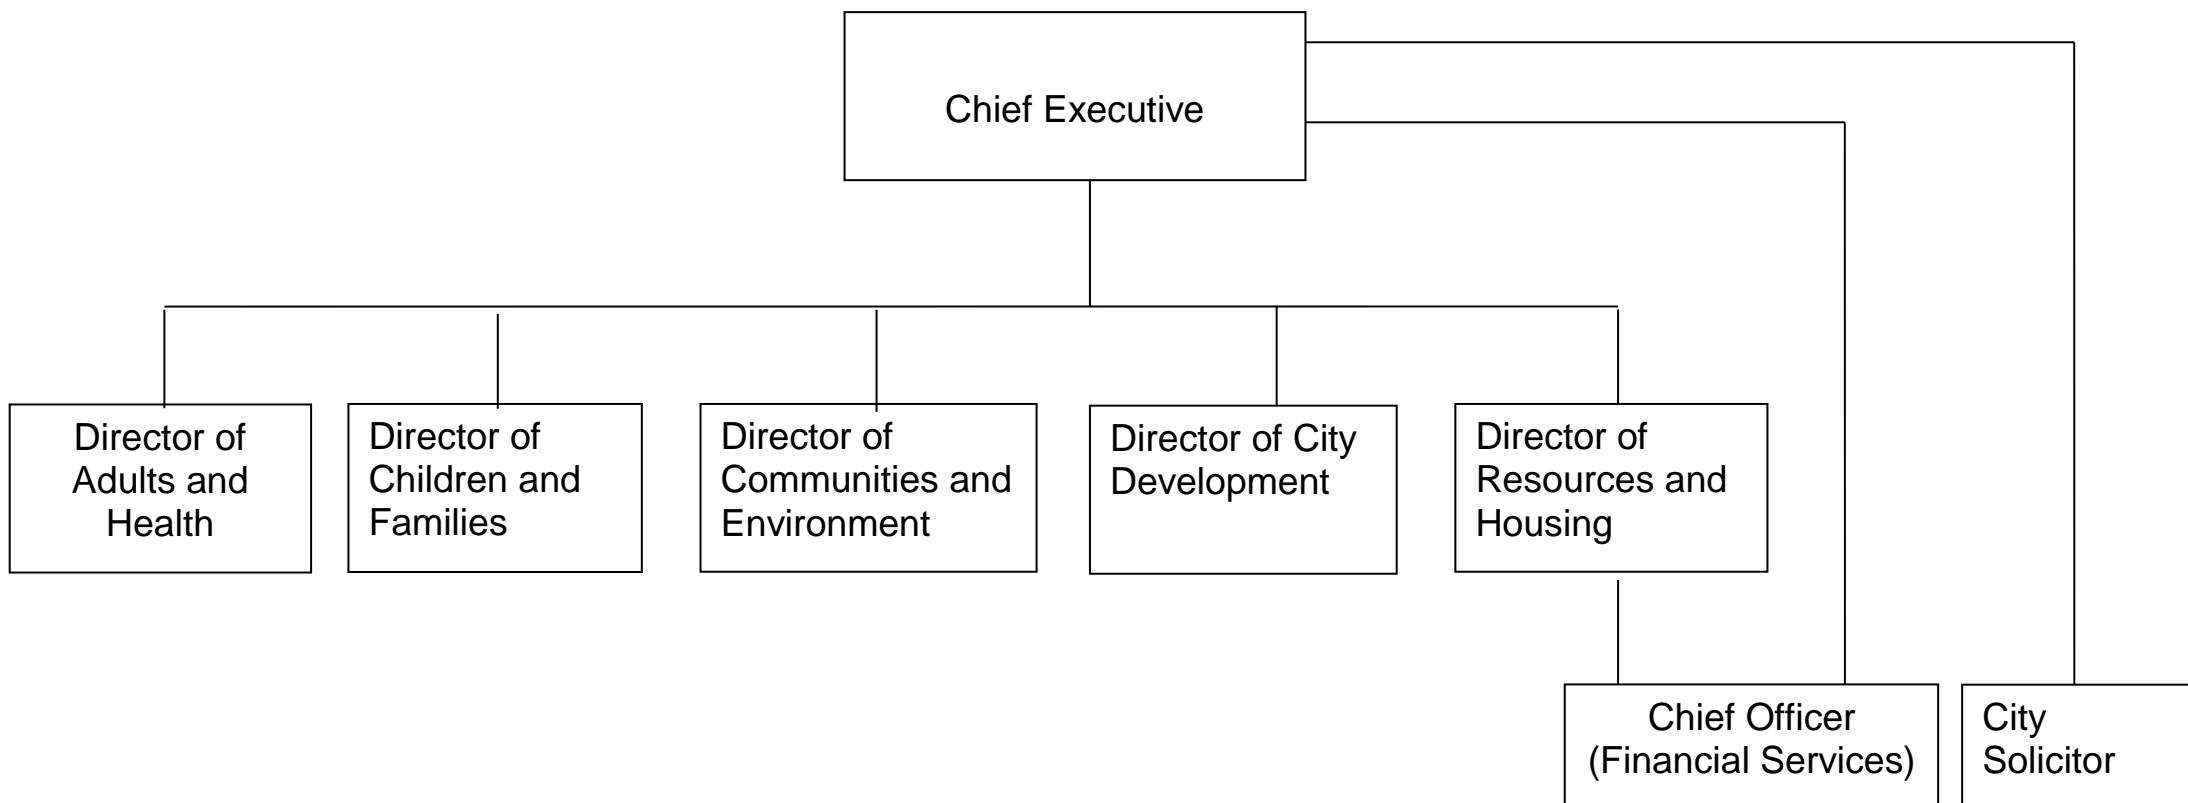 Chief Executive
Director of
Adults and
Health
Director of
Children and
Families
Director of
Communities and
Environment
Director of City
Development
Director of
Resources and
Housing
Chief Officer
(Financial Services)
City
Solicitor